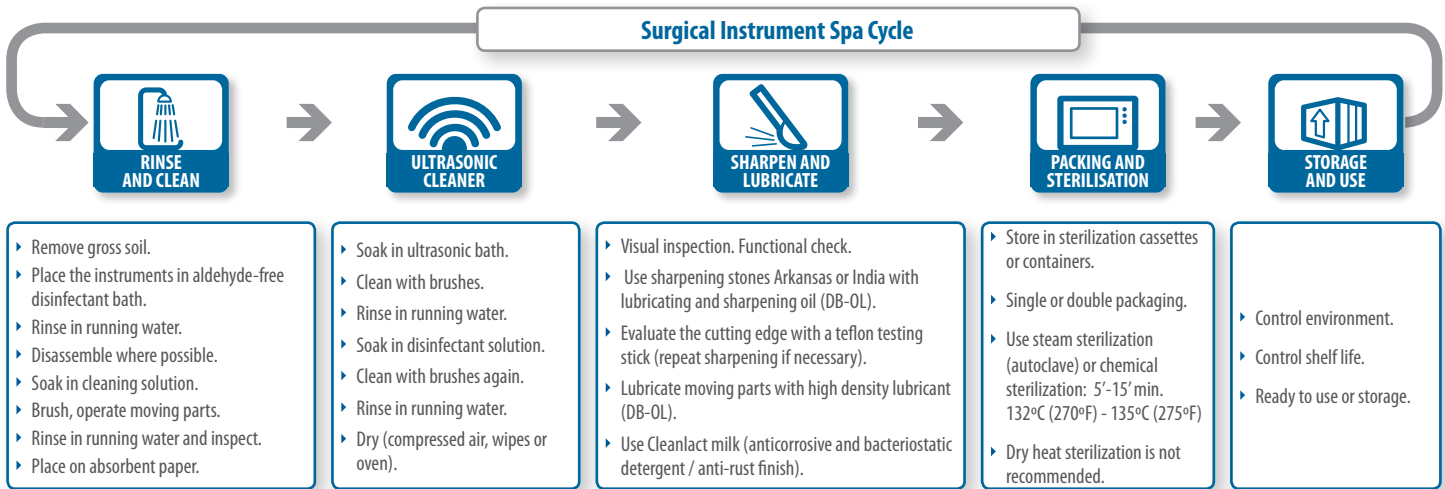 Surgical Instrument Spa Cycle
RINSE
AND CLEAN
ULTRASONIC
CLEANER
SHARPEN AND
LUBRICATE
PACKING AND
STERILISATION
STORAGE
AND USE
‣ Remove gross soil.
‣ Place the instruments in aldehyde-free
disinfectant bath.
‣ Rinse in running water.
‣ Disassemble where possible.
‣ Soak in cleaning solution.
‣ Brush, operate moving parts.
‣ Rinse in running water and inspect.
‣ Place on absorbent paper.
‣ Soak in ultrasonic bath.
‣ Clean with brushes.
‣ Rinse in running water.
‣ Soak in disinfectant solution.
‣ Clean with brushes again.
‣ Rinse in running water.
‣ Dry (compressed air, wipes or
oven).
‣ Visual inspection. Functional check.
‣ Use sharpening stones Arkansas or India with
lubricating and sharpening oil (DB-OL).
‣ Evaluate the cutting edge with a teflon testing
stick (repeat sharpening if necessary).
‣ Lubricate moving parts with high density lubricant
(DB-OL).
‣ Use Cleanlact milk (anticorrosive and bacteriostatic
detergent / anti-rust finish).
‣ Store in sterilization cassettes
or containers.
‣ Single or double packaging.
‣ Use steam sterilization
(autoclave) or chemical
sterilization: 5’-15’ min.
132ºC (270ºF) - 135ºC (275ºF)
‣ Dry heat sterilization is not
recommended.
‣ Control environment.
‣ Control shelf life.
‣ Ready to use or storage.